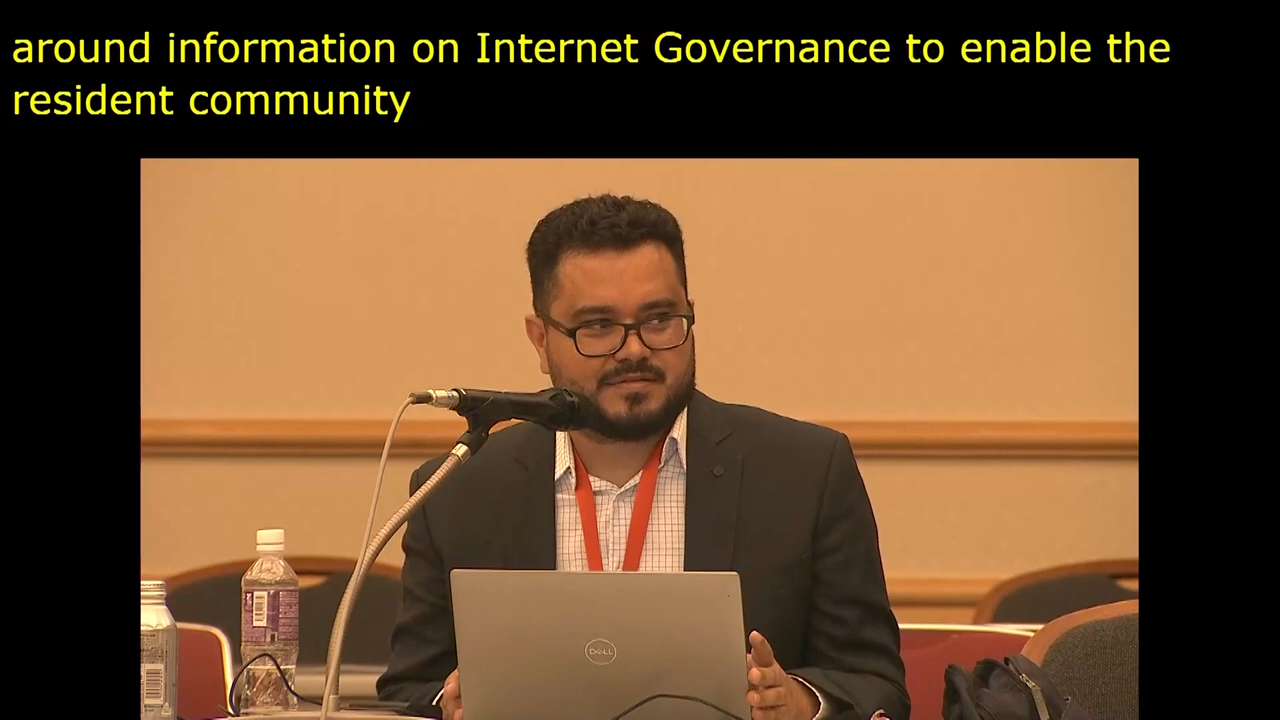 around information on Internet Governance to enable the
resident community
DELL